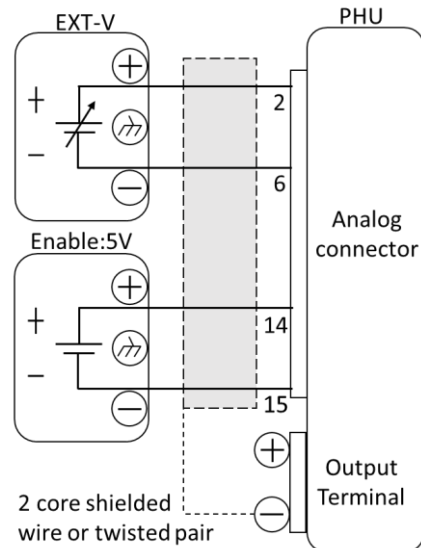 EXT-V
PHU
+
+
2
-
-
6
Enable:5V
Analog
connector
+
+
14
-
-
15
+
Output
Terminal
-
2 core shielded
wire or twisted pair